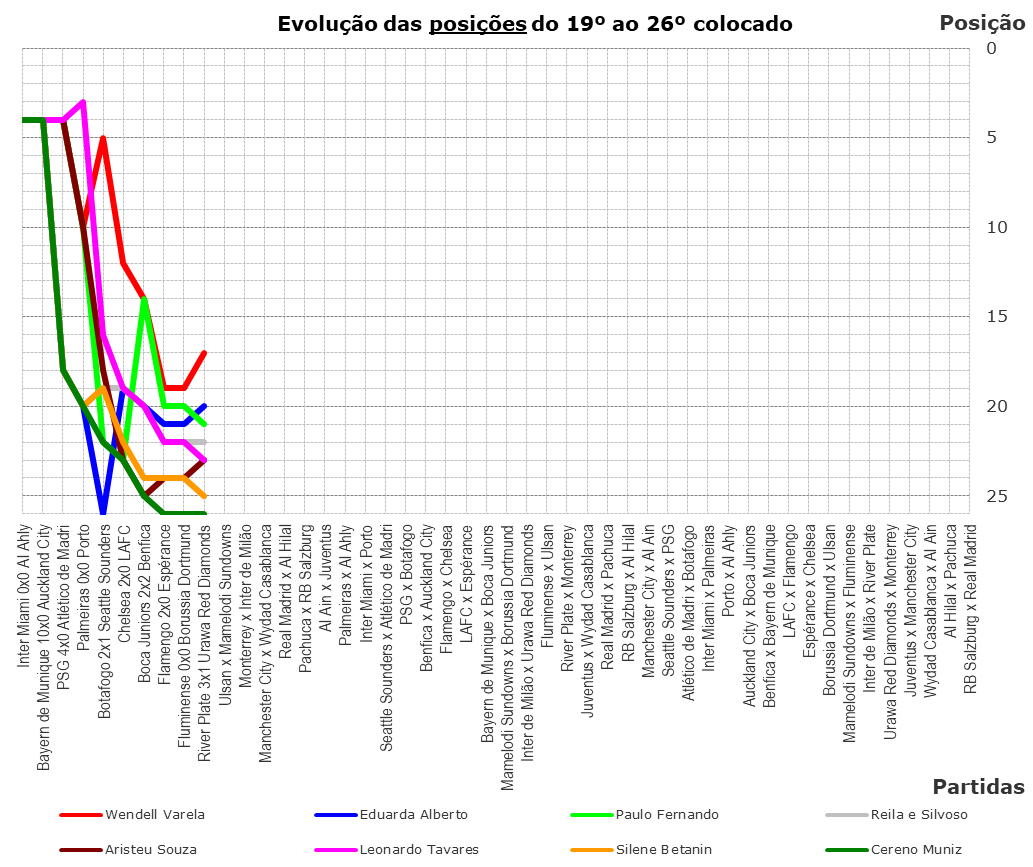 Evolução das posições do 19º ao 26º colocado
Posição
0
5
10
15
20
25
Inter Miami 0x0 Al Ahly
Bayern de Munique 10x0 Auckland City
PSG 4x0 Atlético de Madri
Palmeiras 0x0 Porto
Botafogo 2x1 Seattle Sounders
Chelsea 2x0 LAFC
Boca Juniors 2x2 Benfica
Flamengo 2x0 Espérance
Fluminense 0x0 Borussia Dortmund
River Plate 3x1 Urawa Red Diamonds
Ulsan x Mamelodi Sundowns
Monterrey x Inter de Milão
Manchester City x Wydad Casablanca
Real Madrid x Al Hilal
Pachuca x RB Salzburg
Al Ain x Juventus
Palmeiras x Al Ahly
Inter Miami x Porto
Seattle Sounders x Atlético de Madri
PSG x Botafogo
Benfica x Auckland City
Flamengo x Chelsea
LAFC x Espérance
Bayern de Munique x Boca Juniors
Mamelodi Sundowns x Borussia Dortmund
Inter de Milão x Urawa Red Diamonds
Fluminense x Ulsan
River Plate x Monterrey
Juventus x Wydad Casablanca
Real Madrid x Pachuca
RB Salzburg x Al Hilal
Manchester City x Al Ain
Seattle Sounders x PSG
Atlético de Madri x Botafogo
Inter Miami x Palmeiras
Porto x Al Ahly
Auckland City x Boca Juniors
Benfica x Bayern de Munique
LAFC x Flamengo
Espérance x Chelsea
Borussia Dortmund x Ulsan
Mamelodi Sundowns x Fluminense
Inter de Milão x River Plate
Urawa Red Diamonds x Monterrey
Juventus x Manchester City
Wydad Casablanca x Al Ain
Al Hilal x Pachuca
RB Salzburg x Real Madrid
Partidas
Wendell Varela
Eduarda Alberto
Paulo Fernando
Reila e Silvoso
Aristeu Souza
Leonardo Tavares
Silene Betanin
Cereno Muniz